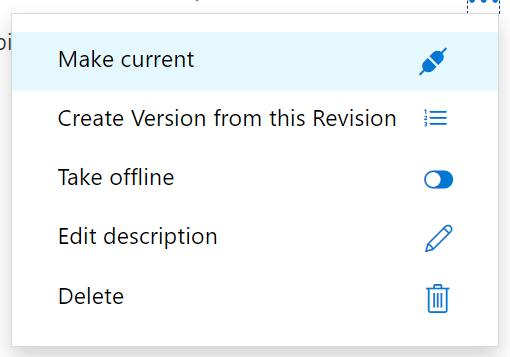 Make current
Create Version from this Revision
Take offline
Edit description
Delete